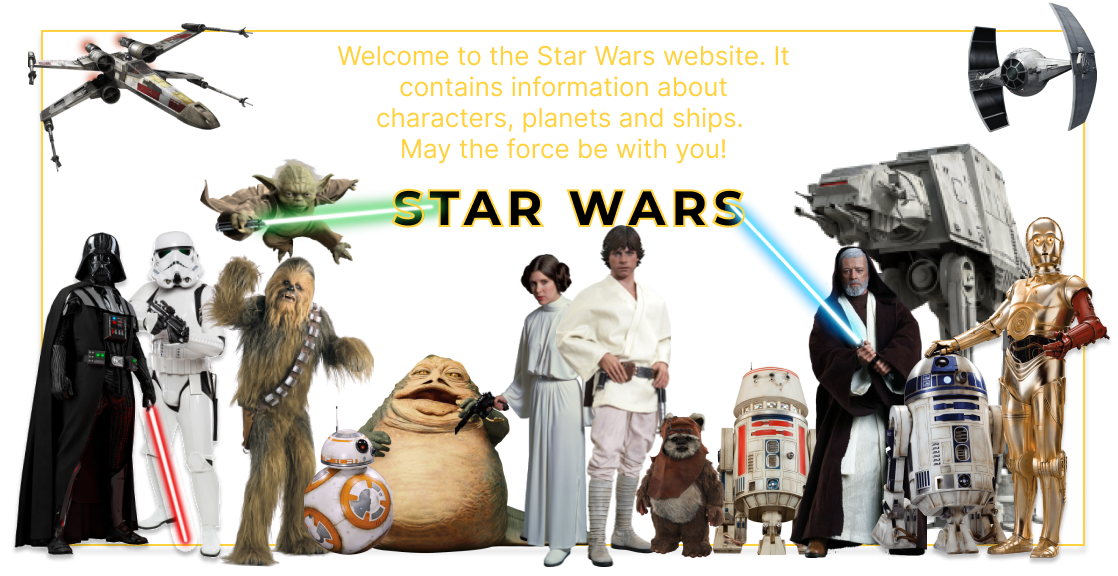 Welcome to the Star Wars website. It
contains information about
characters, planets and ships.
May the force be with you!
STAR WARS